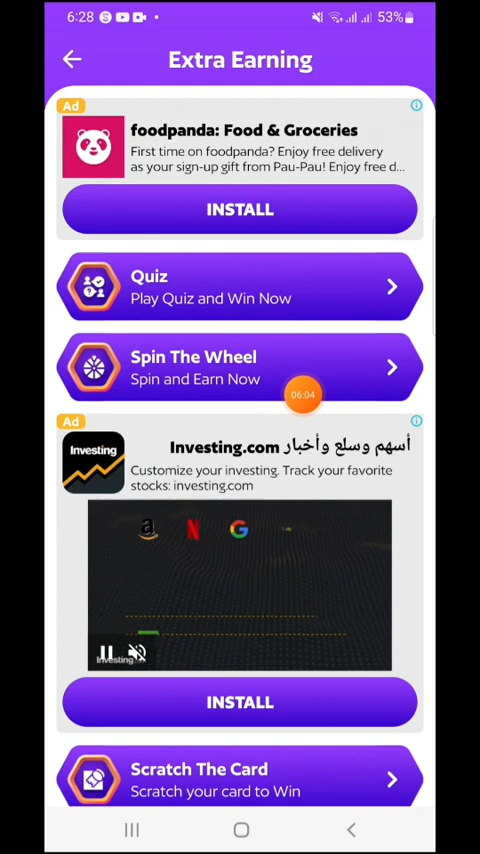 6:28
53%
Extra Earning
Ad
foodpanda: Food & Groceries
First time on foodpanda? Enjoy free delivery
as your sign-up gift from Pau-Pau! Enjoy free d...
INSTALL
Quiz
Play Quiz and Win Now
Spin The Wheel
Spin and Earn Now
06:04
Ad
Investing
Investing.com أسهم وسلع وأخبار
Customize your investing. Track your favorite
stocks: investing.com
Investing
INSTALL
Scratch The Card
Scratch your card to Win